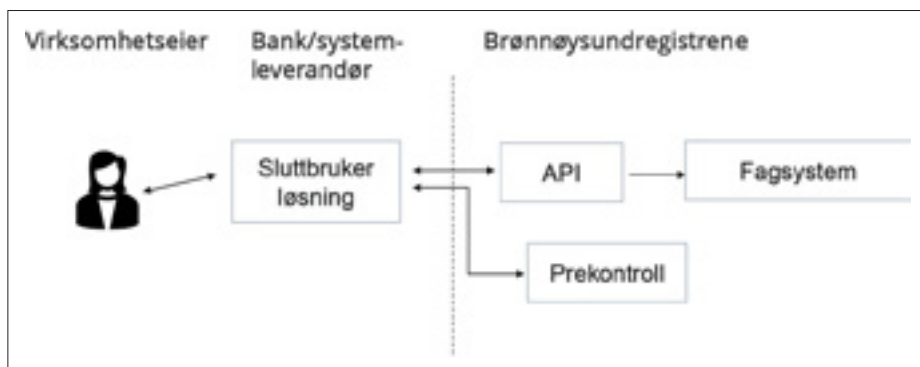 Virksomhetseier
Bank/system-
leverandør
Brønnøysundregistrene
Sluttbruker
løsning
API
Fagsystem
Prekontroll